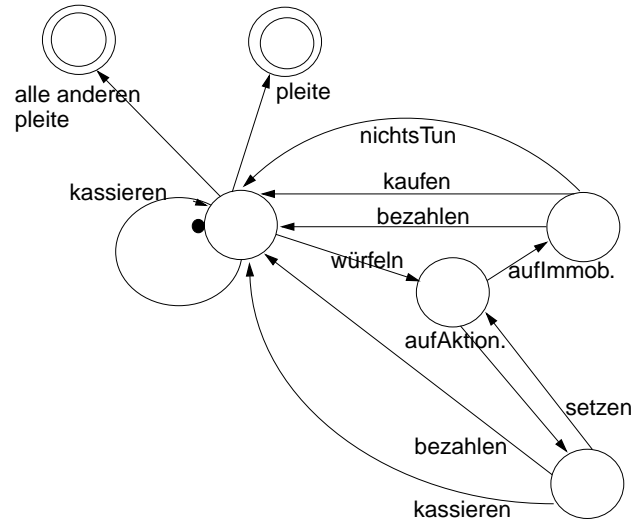 alle anderen
pleite
pleite
nichtsTun
kassieren
kaufen
bezahlen
würfeln
aufImmob.
aufAktion.
setzen
bezahlen
kassieren